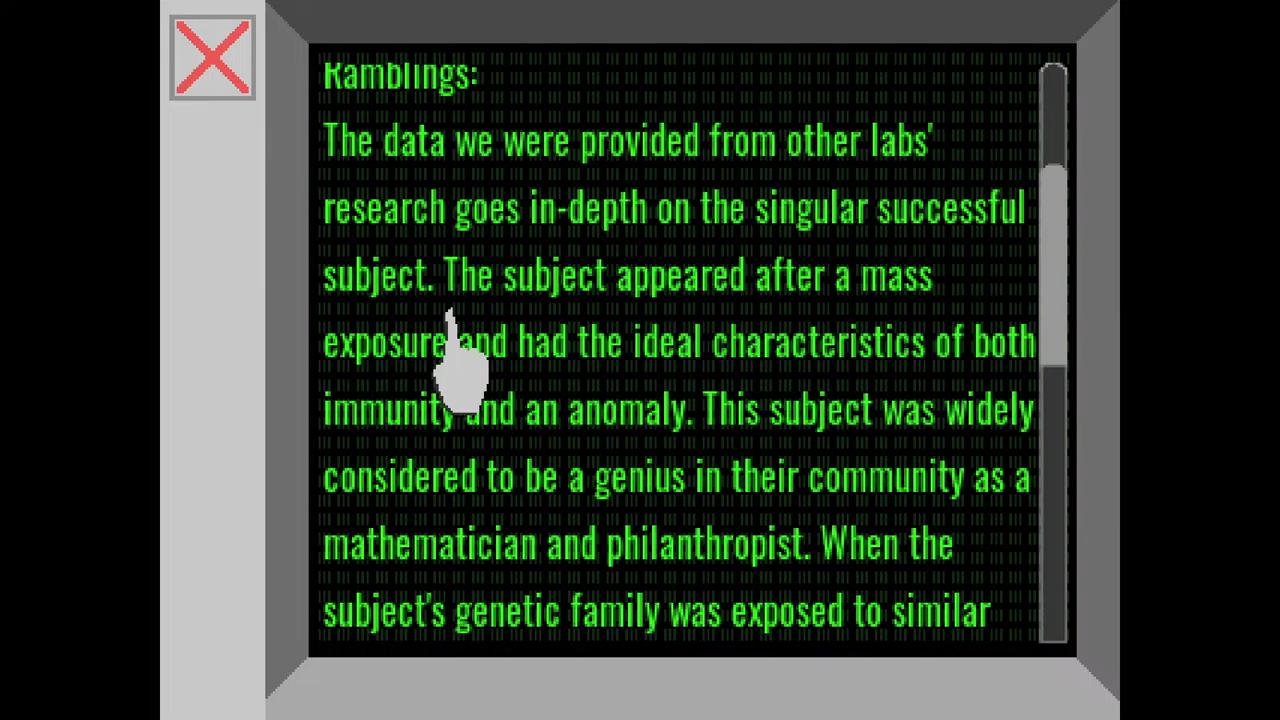 Ramblings:
The data we were provided from other labs'
research goes in-depth on the singular successful
subject. The subject appeared after a mass
exposure and had the ideal characteristics of both
immunity and an anomaly. This subject was widely
considered to be a genius in their community as a
mathematician and philanthropist. When the
subject's genetic family was exposed to similar